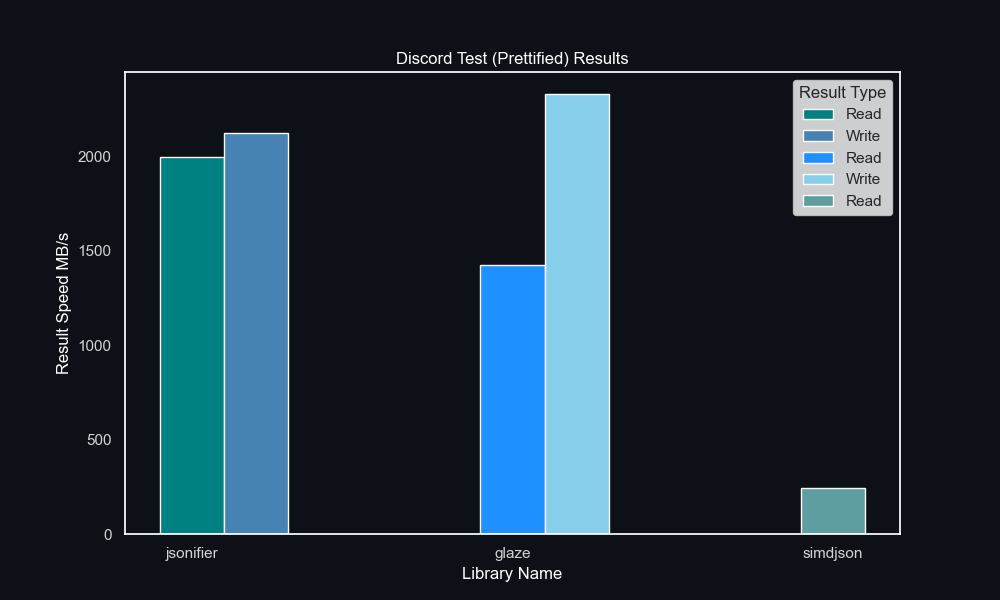 Discord Test (Prettified) Results
Result Type
Read
Write
Read
Write
Read
Result Speed MB/s
2000
1500
1000
500
0
jsonifier glaze simdjson
Library Name